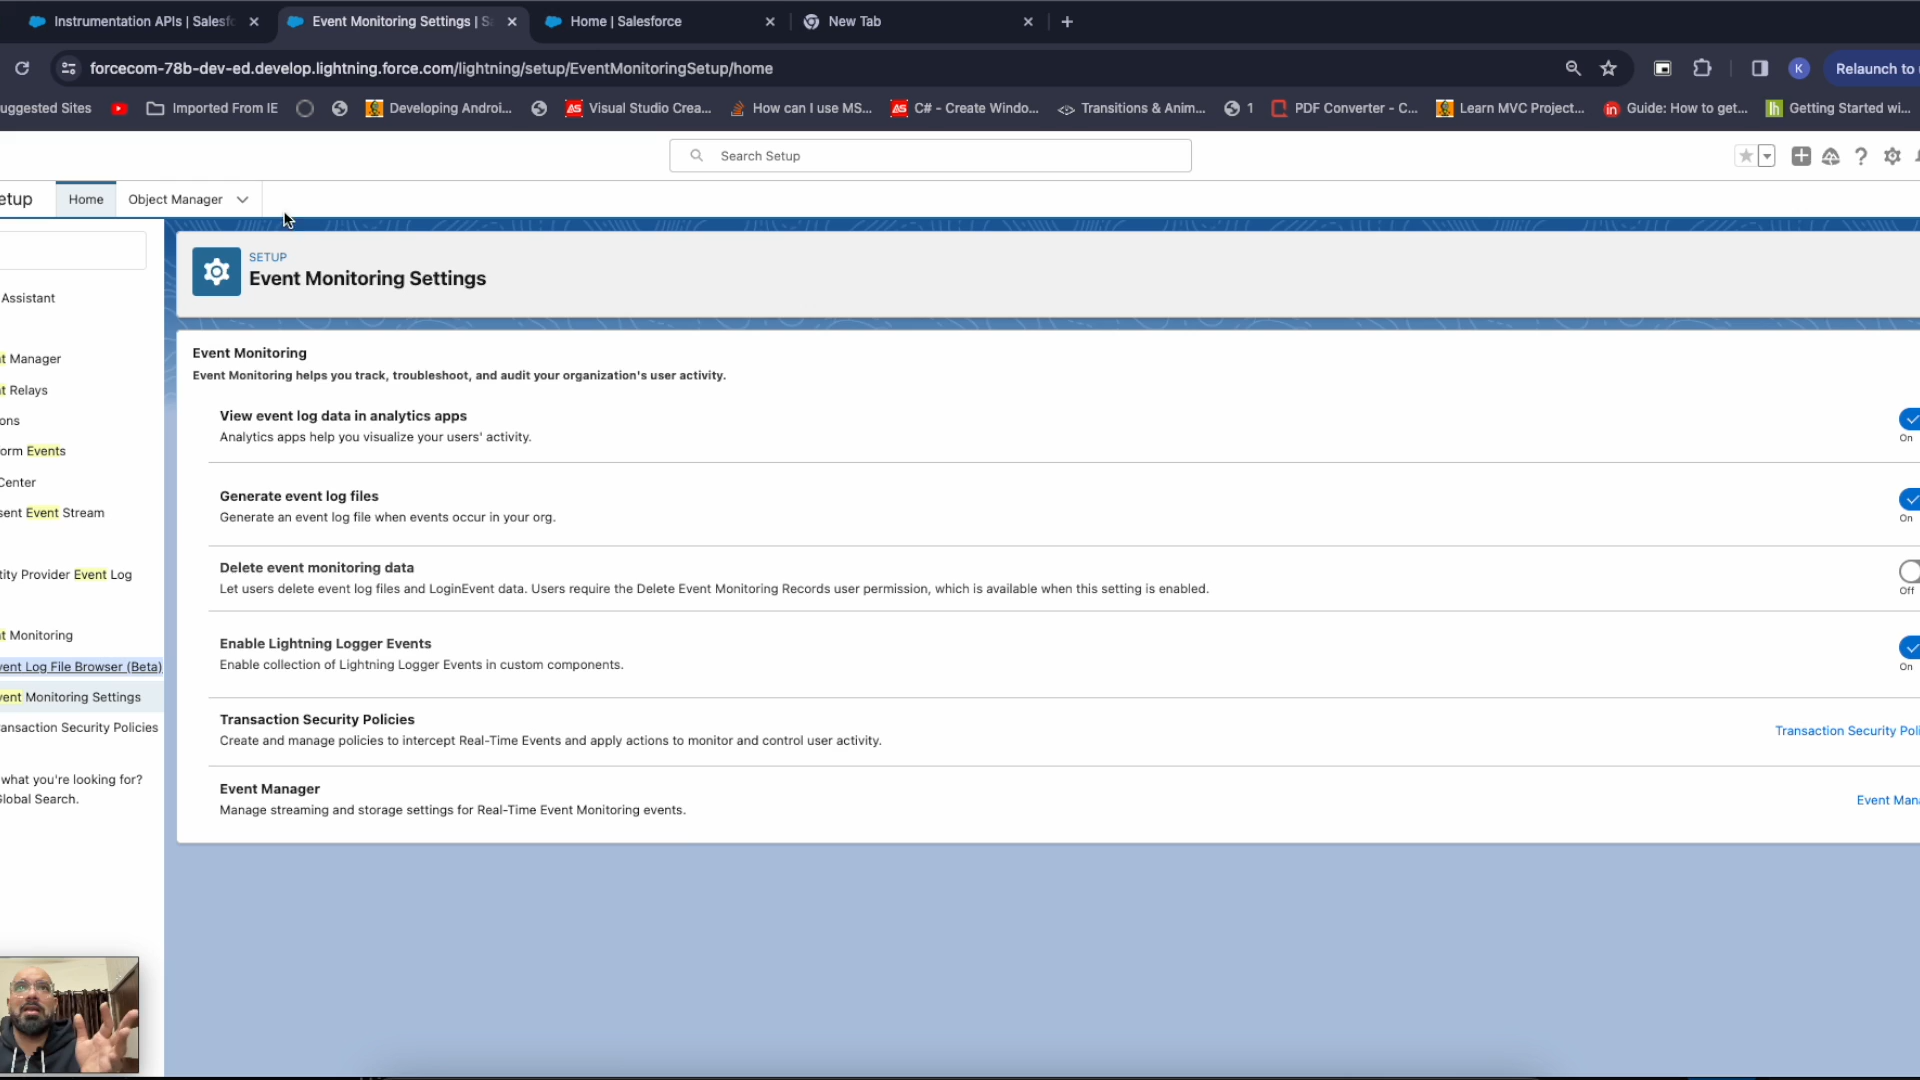 Instrumentation APIs | Salesfo
Event Monitoring Settings | Sa
Home | Salesforce
New Tab
forcecom-78b-dev-ed.develop.lightning.force.com/lightning/setup/EventMonitoringSetup/home
K
Relaunch to
uggested Sites
Imported From IE
Developing Androi...
Visual Studio Crea...
How can I use MS...
C# - Create Windo...
Transitions & Anim...
1
PDF Converter - C...
Learn MVC Project...
Guide: How to get...
Getting Started wi...
Search Setup
etup
Home
Object Manager
SETUP
Event Monitoring Settings
Assistant
t Manager
t Relays
ons
orm Events
Center
sent Event Stream
tity Provider Event Log
t Monitoring
vent Log File Browser (Beta)
vent Monitoring Settings
ansaction Security Policies
what you're looking for?
Global Search.
Event Monitoring
Event Monitoring helps you track, troubleshoot, and audit your organization's user activity.
View event log data in analytics apps
Analytics apps help you visualize your users' activity.
On
Generate event log files
Generate an event log file when events occur in your org.
On
Delete event monitoring data
Let users delete event log files and LoginEvent data. Users require the Delete Event Monitoring Records user permission, which is available when this setting is enabled.
Off
Enable Lightning Logger Events
Enable collection of Lightning Logger Events in custom components.
On
Transaction Security Policies
Create and manage policies to intercept Real-Time Events and apply actions to monitor and control user activity.
Transaction Security Poli
Event Manager
Manage streaming and storage settings for Real-Time Event Monitoring events.
Event Mana